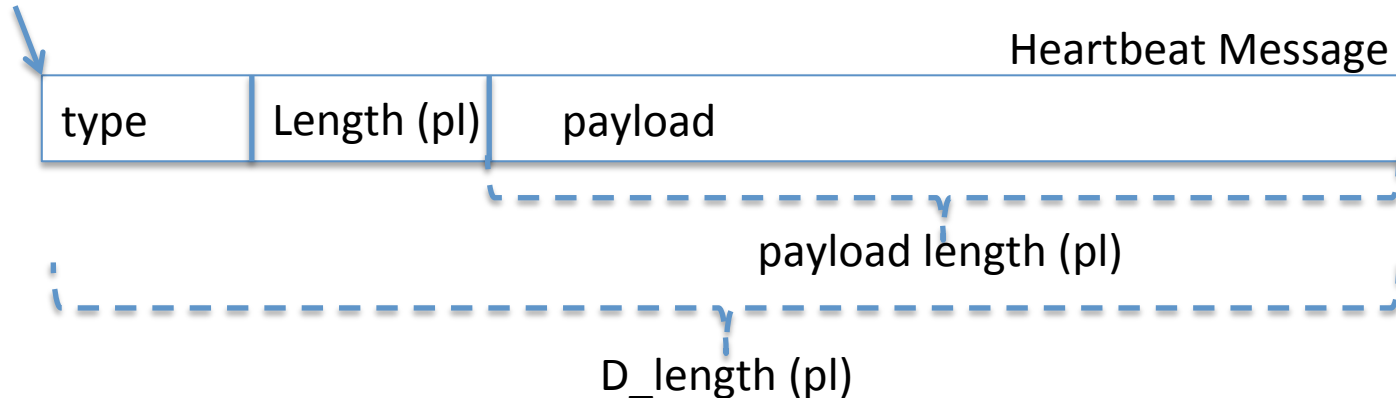 Heartbeat Message
type Length (pl) payload
payload length (pl)
D_length (pl)